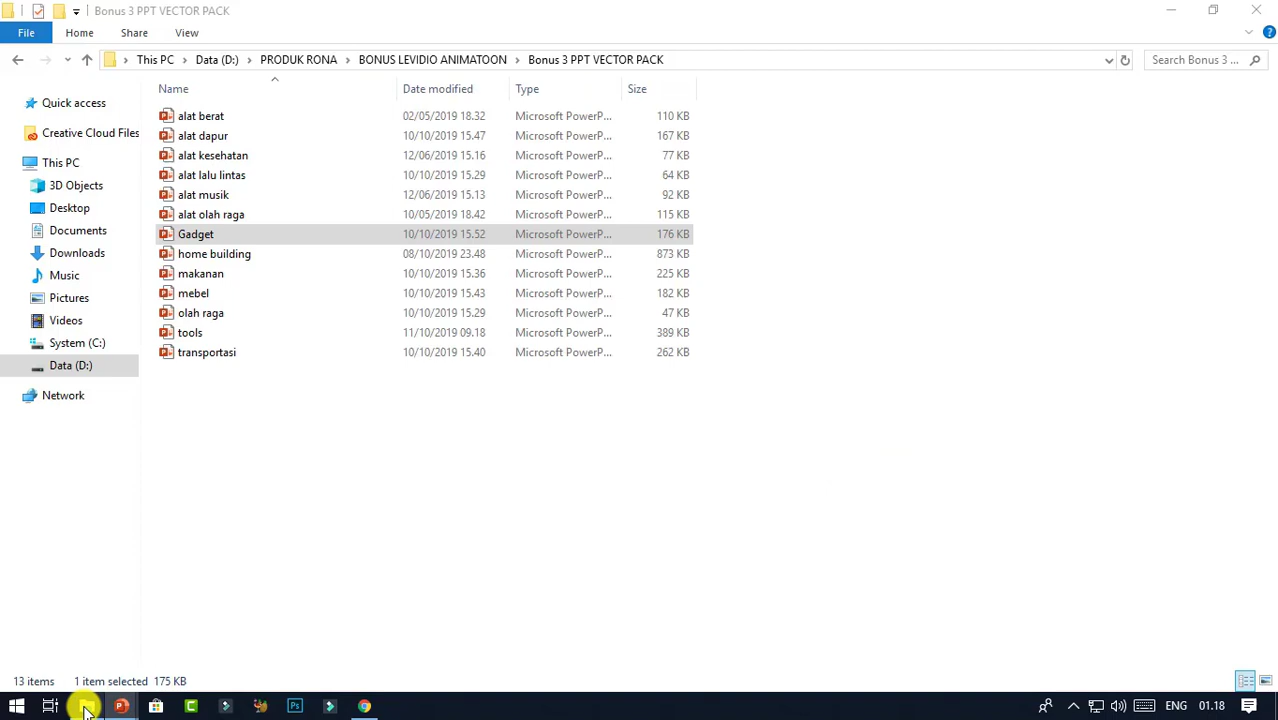 Bonus 3 PPT VECTOR PACK
File Home Share View
This PC Data (D:) PRODUK RONA BONUS LEVIDIO ANIMATOON Bonus 3 PPT VECTOR PACK Search Bonus 3 ...
Name Date modified Type Size
Quick access
Creative Cloud Files
This PC
3D Objects
Desktop
Documents
Downloads
Music
Pictures
Videos
System (C:)
Data (D:)
Network
alat berat 02/05/2019 18.32 Microsoft PowerP... 110 KB
alat dapur 10/10/2019 15.47 Microsoft PowerP... 167 KB
alat kesehatan 12/06/2019 15.16 Microsoft PowerP... 77 KB
alat lalu lintas 10/10/2019 15.29 Microsoft PowerP... 64 KB
alat musik 12/06/2019 15.13 Microsoft PowerP... 92 KB
alat olah raga 10/05/2019 18.42 Microsoft PowerP... 115 KB
Gadget 10/10/2019 15.52 Microsoft PowerP... 176 KB
home building 08/10/2019 23.48 Microsoft PowerP... 873 KB
makanan 10/10/2019 15.36 Microsoft PowerP... 225 KB
mebel 10/10/2019 15.43 Microsoft PowerP... 182 KB
olah raga 10/10/2019 15.29 Microsoft PowerP... 47 KB
tools 11/10/2019 09.18 Microsoft PowerP... 389 KB
transportasi 10/10/2019 15.40 Microsoft PowerP... 262 KB
13 items 1 item selected 175 KB
ENG 01.18